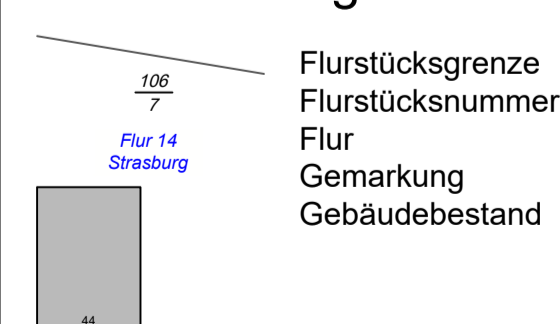 Flurstücksgrenze
106
7
Flurstücksnummer
Flur 14
Flur
Strasburg
Gemarkung
Gebäudebestand
44